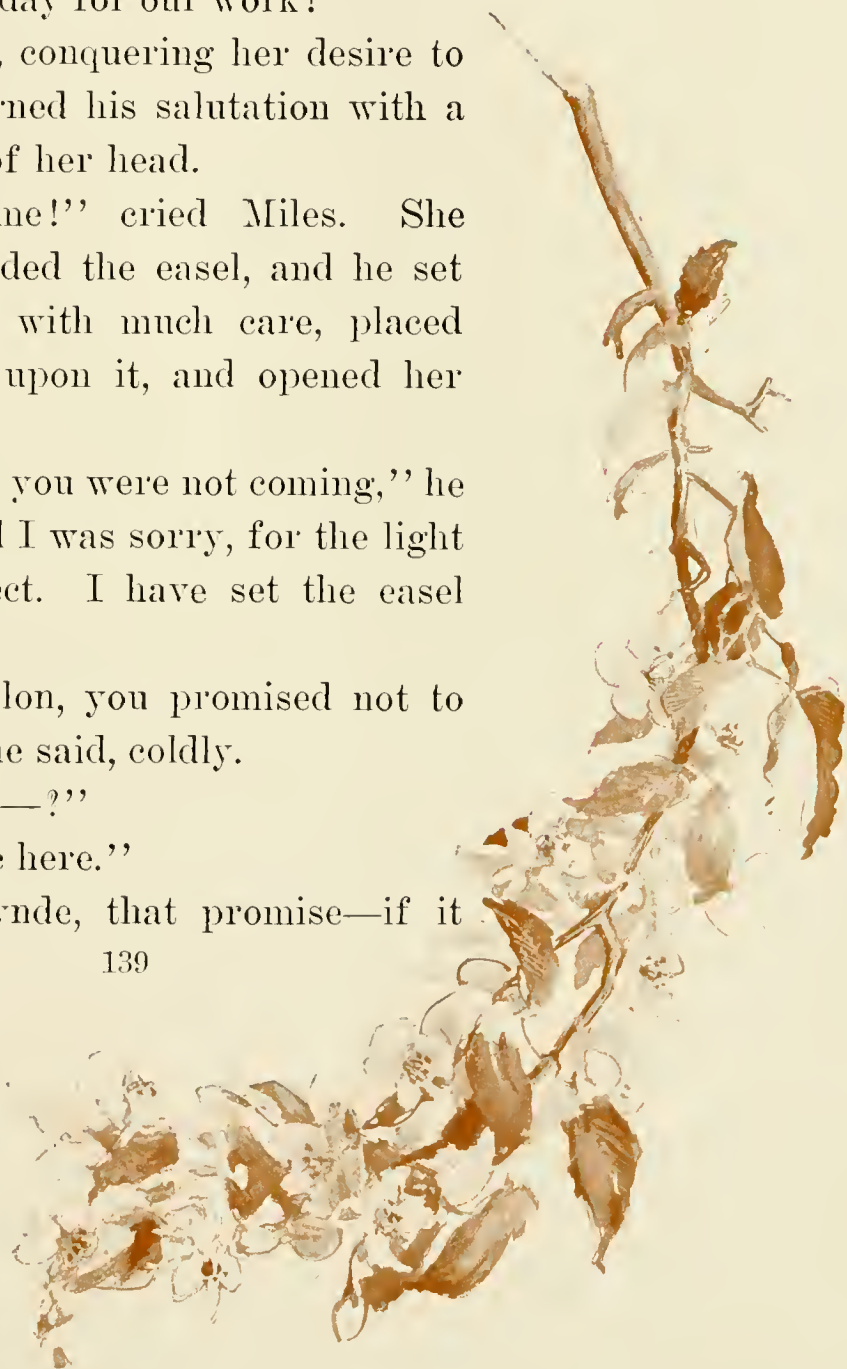 day for our work!
, conquering her desire to
rned his salutation with a
of her head.
ne!” cried Miles. She
ded the easel, and he set
with much care, placed
upon it, and opened her
you were not coming,” he
I was sorry, for the light
ct. I have set the easel
lon, you promised not to
e said, coldly.
—?”
here.”
nde, that promise—if it
139